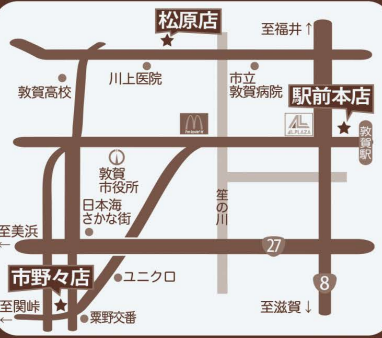 松原店
至福井↑
敦賀高校
川上医院
市立
敦賀病院
駅前本店
McDonald's
AL.PLAZA
敦賀駅
敦賀
市役所
笙の川
日本海
さかな街
至美浜
←
27
市野々店
ユニクロ
8
至関峠
←
粟野交番
至滋賀↓